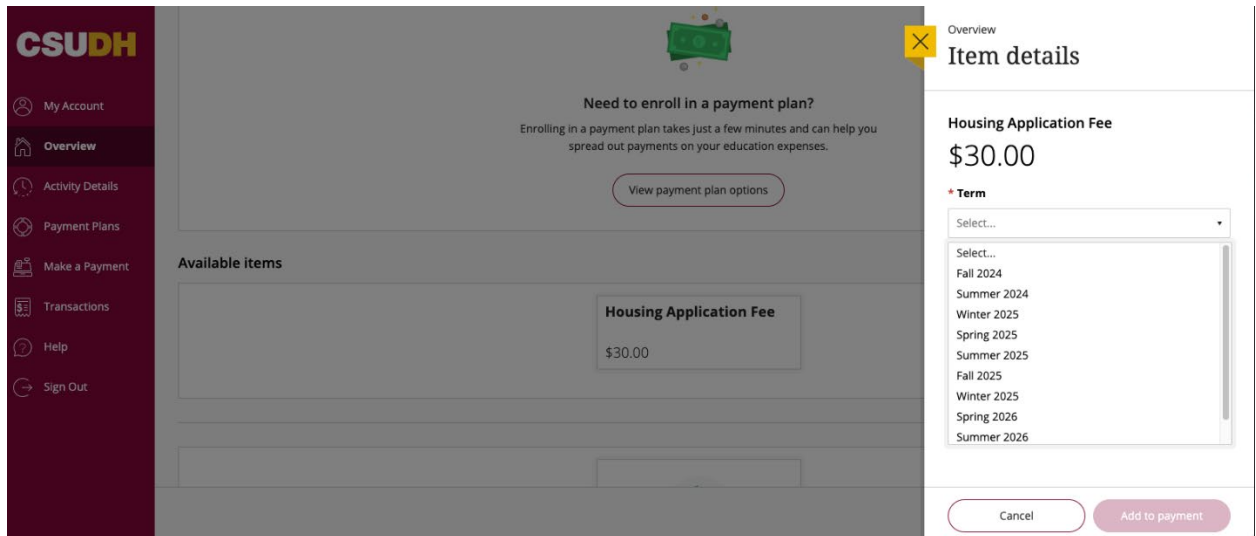 CSUDH
My Account
Overview
Activity Details
Payment Plans
Make a Payment
Transactions
Help
Sign Out
Need to enroll in a payment plan?
Enrolling in a payment plan takes just a few minutes and can help you
spread out payments on your education expenses.
View payment plan options
Available items
Housing Application Fee
$30.00
Overview
Item details
Housing Application Fee
$30.00
* Term
Select...
Select...
Fall 2024
Summer 2024
Winter 2025
Spring 2025
Summer 2025
Fall 2025
Winter 2025
Spring 2026
Summer 2026
Cancel
Add to payment